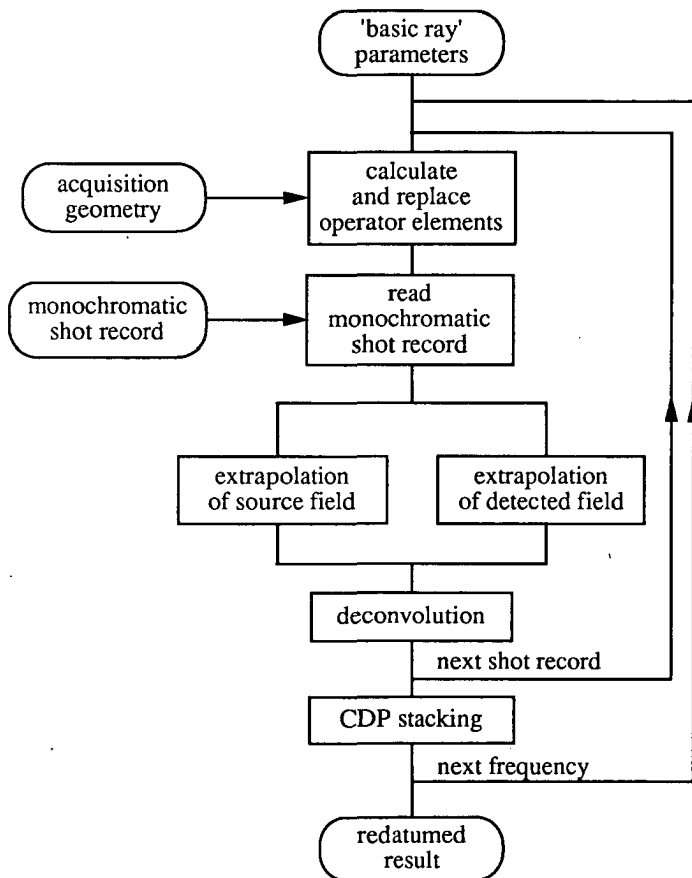 'basic ray'
parameters
acquisition
geometry
calculate
and replace
operator elements
monochromatic
shot record
read
monochromatic
shot record
extrapolation
of source field
extrapolation
of detected field
deconvolution
next shot record
CDP stacking
next frequency
redatumed
result